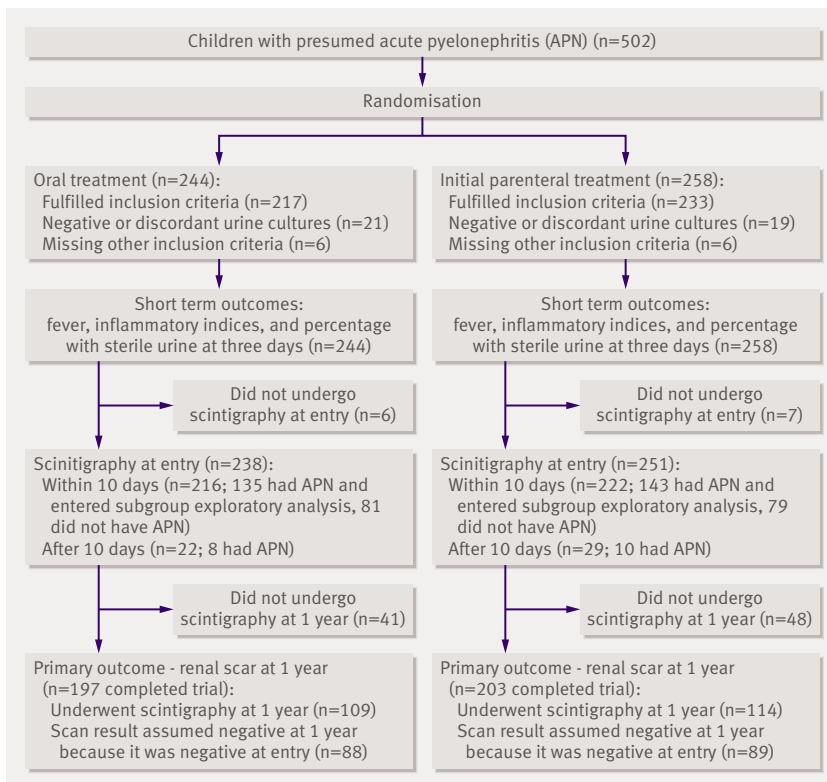 Children with presumed acute pyelonephritis (APN) (n=502)
Randomisation
Oral treatment (n=244):
Fulfilled inclusion criteria (n=217)
Negative or discordant urine cultures (n=21)
Missing other inclusion criteria (n=6)
Initial parenteral treatment (n=258):
Fulfilled inclusion criteria (n=233)
Negative or discordant urine cultures (n=19)
Missing other inclusion criteria (n=6)
Short term outcomes:
fever, inflammatory indices, and percentage
with sterile urine at three days (n=244)
Short term outcomes:
fever, inflammatory indices, and percentage
with sterile urine at three days (n=258)
Did not undergo
scintigraphy at entry (n=6)
Did not undergo
scintigraphy at entry (n=7)
Scinitigraphy at entry (n=238):
Within 10 days (n=216; 135 had APN and
entered subgroup exploratory analysis, 81
did not have APN)
After 10 days (n=22; 8 had APN)
Scinitigraphy at entry (n=251):
Within 10 days (n=222; 143 had APN and
entered subgroup exploratory analysis, 79
did not have APN)
After 10 days (n=29; 10 had APN)
Did not undergo
scintigraphy at 1 year (n=41)
Did not undergo
scintigraphy at 1 year (n=48)
Primary outcome - renal scar at 1 year
(n=197 completed trial):
Underwent scintigraphy at 1 year (n=109)
Scan result assumed negative at 1 year
because it was negative at entry (n=88)
Primary outcome - renal scar at 1 year
(n=203 completed trial):
Underwent scintigraphy at 1 year (n=114)
Scan result assumed negative at 1 year
because it was negative at entry (n=89)